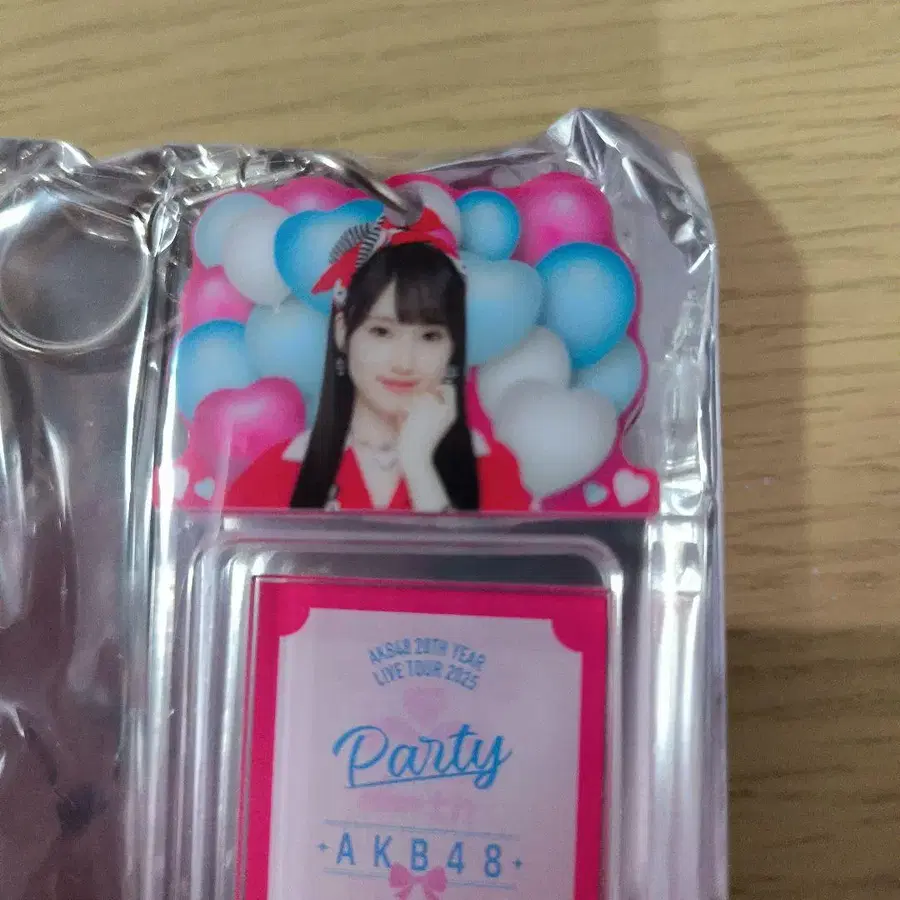 AKB48 20TH YEAR
LIVE TOUR 2025
Party
AKB48